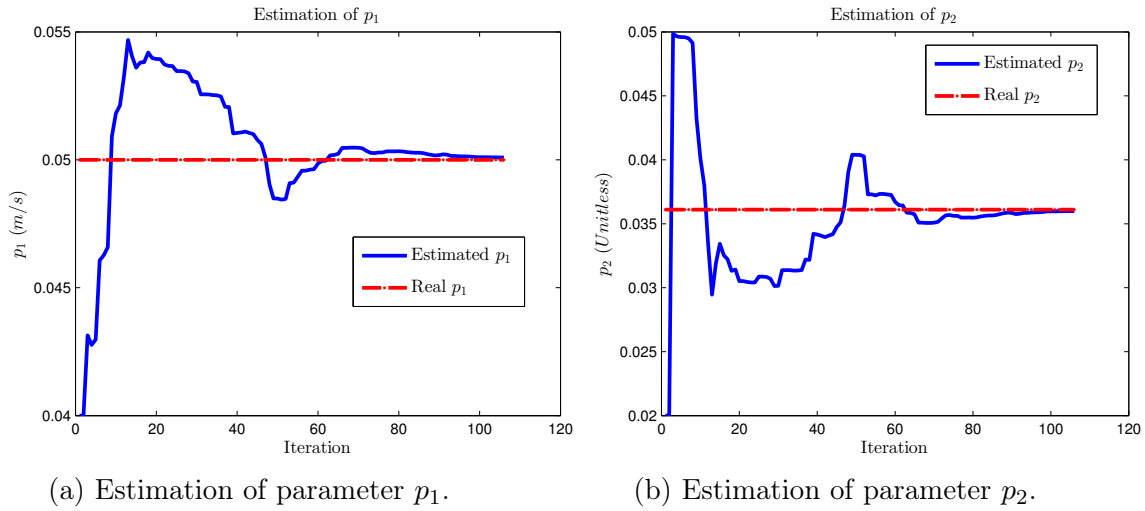 Estimation of p₁
0.055
0.05
0.045
0.04
p₁ (m/s)
Estimated p₁
Real p₁
0 20 40 60 80 100 120
Iteration
(a) Estimation of parameter p₁.
Estimation of p₂
0.05
0.045
0.04
0.035
0.03
0.025
0.02
p₂ (Unitless)
Estimated p₂
Real p₂
0 20 40 60 80 100 120
Iteration
(b) Estimation of parameter p₂.